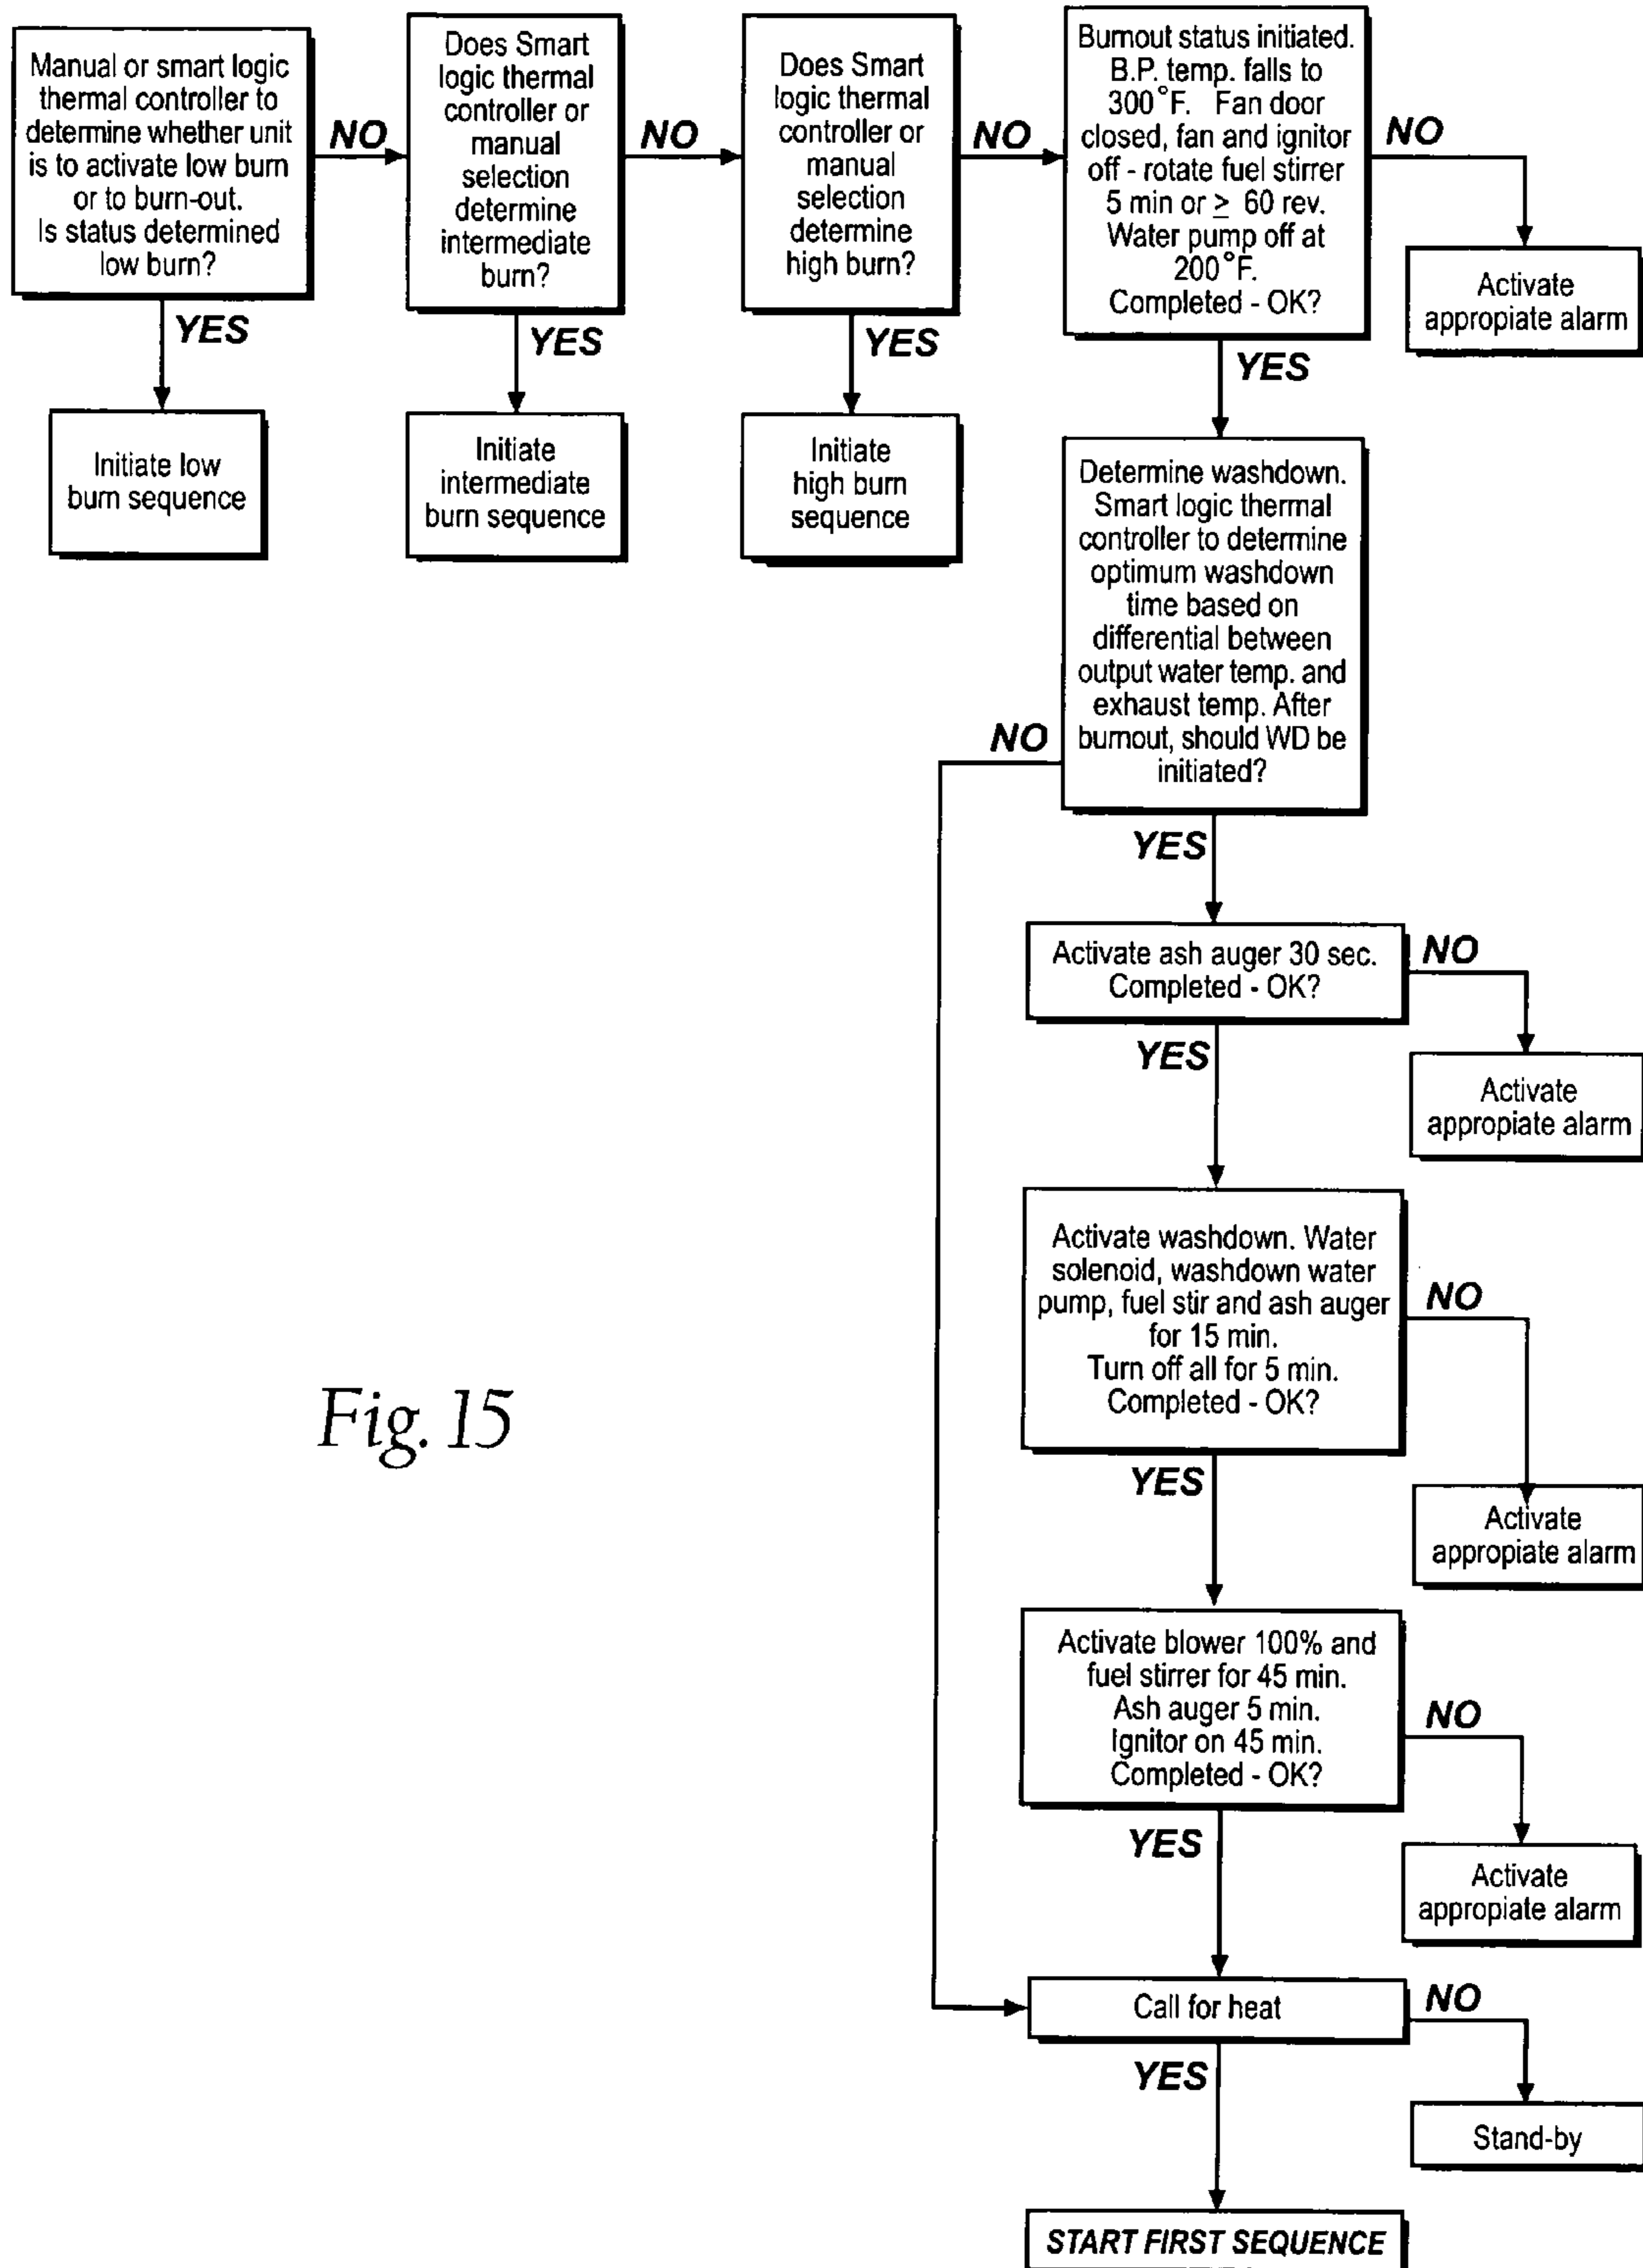 Manual or smart logic
thermal controller to
determine whether unit
is to activate low burn
or to burn-out.
Is status determined
low burn?
NO
YES
Initiate low
burn sequence
Does Smart
logic thermal
controller or
manual
selection
determine
intermediate
burn?
NO
YES
Initiate
intermediate
burn sequence
Does Smart
logic thermal
controller or
manual
selection
determine
high burn?
NO
YES
Initiate
high burn
sequence
Burnout status initiated.
B.P. temp. falls to
300°F. Fan door
closed, fan and ignitor
off - rotate fuel stirrer
5 min or ≥ 60 rev.
Water pump off at
200°F.
Completed - OK?
NO
Activate
appropiate alarm
YES
Determine washdown.
Smart logic thermal
controller to determine
optimum washdown
time based on
differential between
output water temp. and
exhaust temp. After
burnout, should WD be
initiated?
NO
YES
Activate ash auger 30 sec.
Completed - OK?
NO
Activate
appropiate alarm
YES
Activate washdown. Water
solenoid, washdown water
pump, fuel stir and ash auger
for 15 min.
Turn off all for 5 min.
Completed - OK?
NO
Activate
appropiate alarm
YES
Activate blower 100% and
fuel stirrer for 45 min.
Ash auger 5 min.
Ignitor on 45 min.
Completed - OK?
NO
Activate
appropiate alarm
YES
Call for heat
NO
Stand-by
YES
START FIRST SEQUENCE
Fig. 15